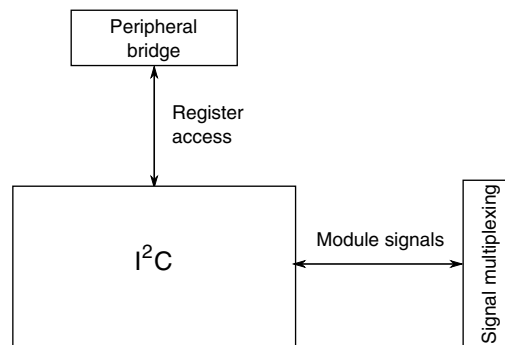 Peripheral
bridge
Register
access
I²C
Module signals
Signal multiplexing